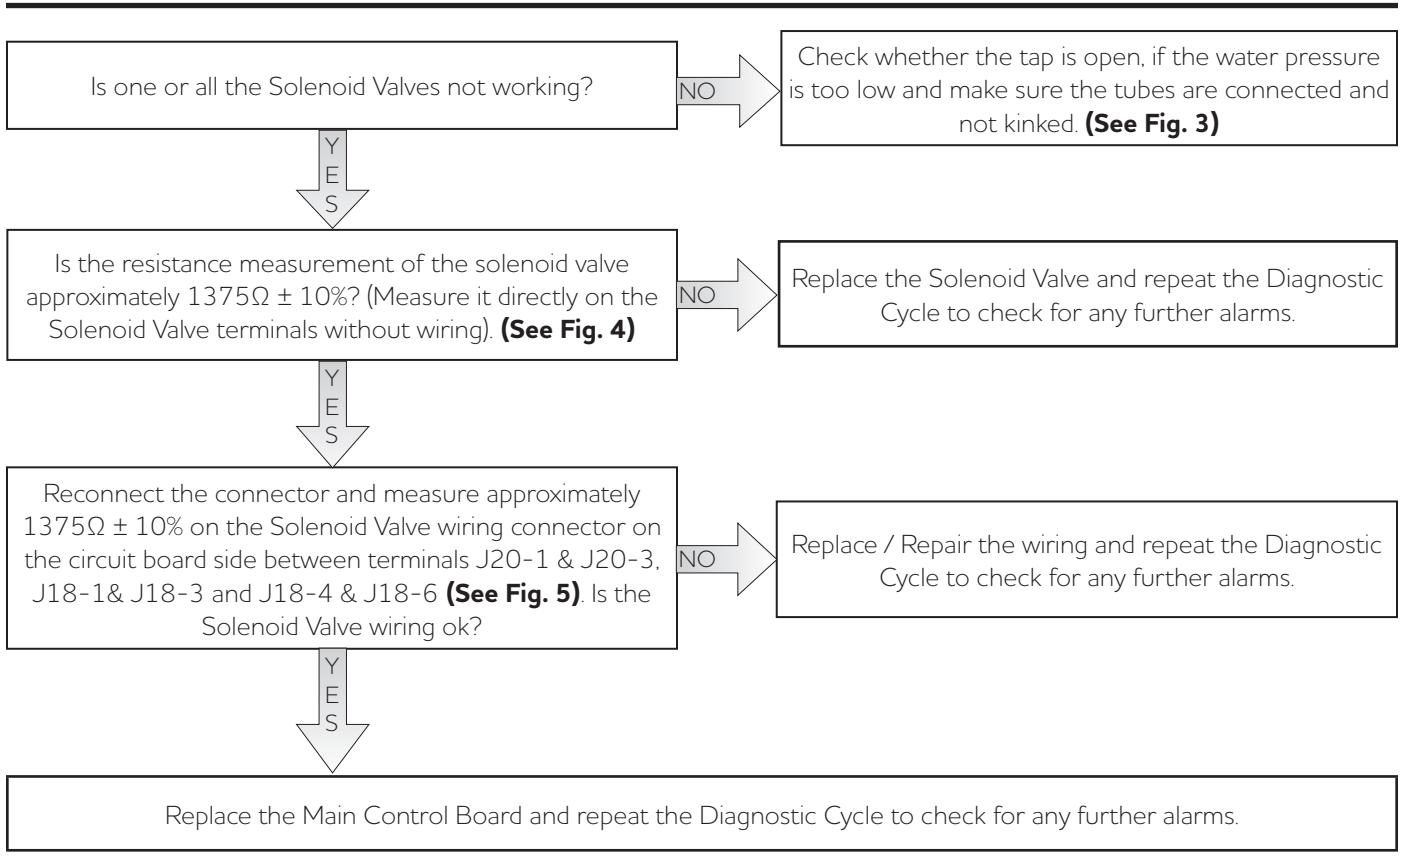 Is one or all the Solenoid Valves not working?
NO
Check whether the tap is open, if the water pressure
is too low and make sure the tubes are connected and
not kinked. (See Fig. 3)
Y
E
S
Is the resistance measurement of the solenoid valve
approximately 1375Ω ± 10%? (Measure it directly on the
Solenoid Valve terminals without wiring). (See Fig. 4)
NO
Replace the Solenoid Valve and repeat the Diagnostic
Cycle to check for any further alarms.
Y
E
S
Reconnect the connector and measure approximately
1375Ω ± 10% on the Solenoid Valve wiring connector on
the circuit board side between terminals J20-1 & J20-3,
J18-1& J18-3 and J18-4 & J18-6 (See Fig. 5). Is the
Solenoid Valve wiring ok?
NO
Replace / Repair the wiring and repeat the Diagnostic
Cycle to check for any further alarms.
Y
E
S
Replace the Main Control Board and repeat the Diagnostic Cycle to check for any further alarms.